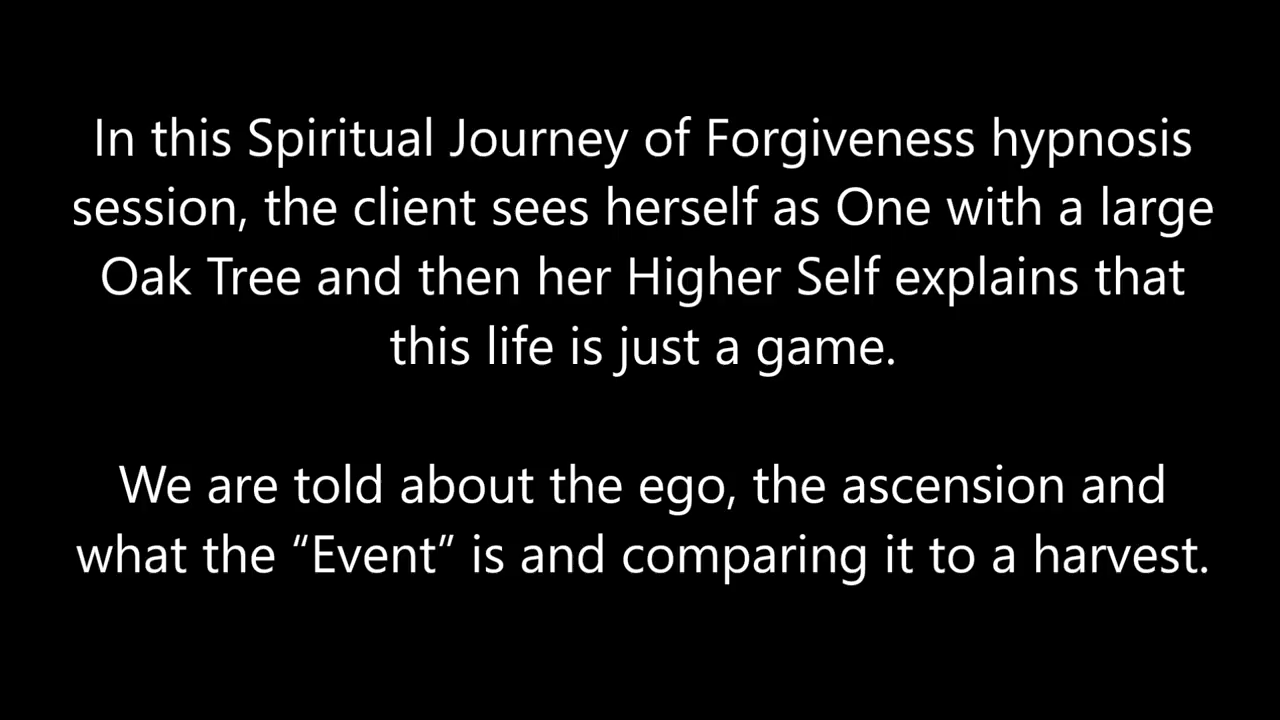 In this Spiritual Journey of Forgiveness hypnosis
session, the client sees herself as One with a large
Oak Tree and then her Higher Self explains that
this life is just a game.
We are told about the ego, the ascension and
what the “Event” is and comparing it to a harvest.